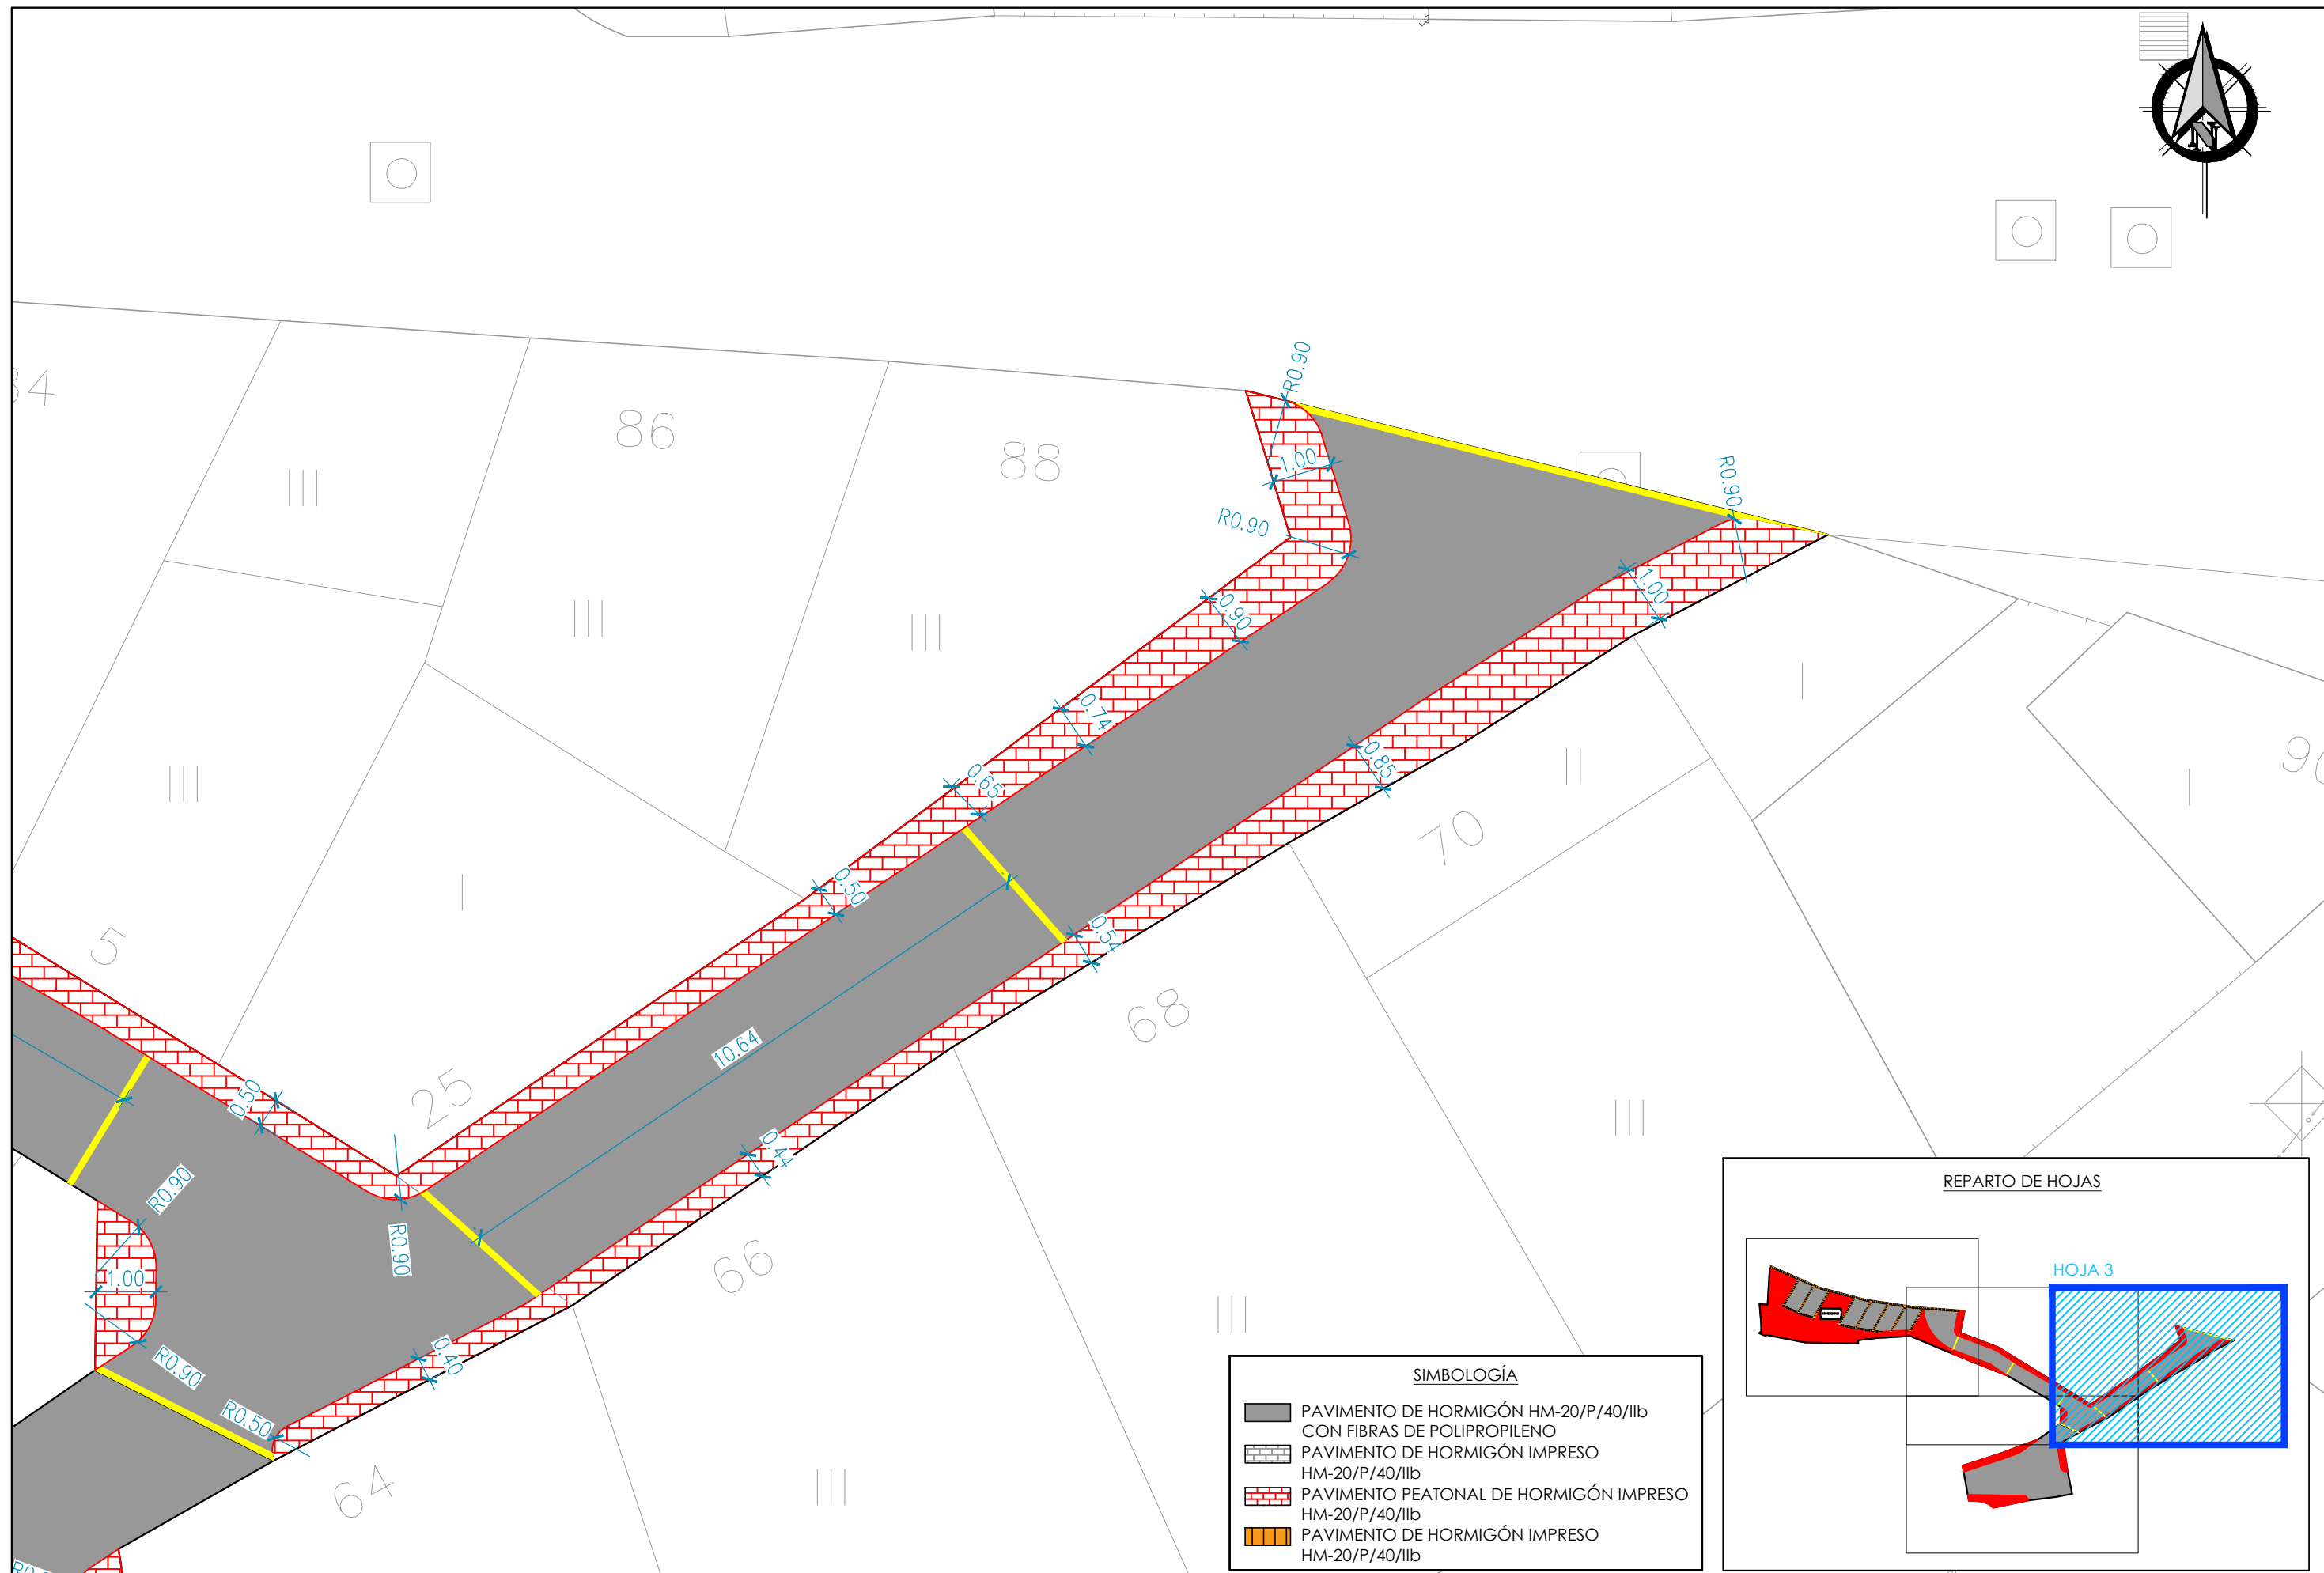 N
R0.90
84
86
88
III
1.00
R0.90
R0.90
0.90
1.00
III
III
I
0.74
0.85
II
0.65
70
I
III
0.50
I
0.54
5
68
10.64
25
0.50
III
0.44
R0.90
R0.90
66
1.00
0.40
R0.90
R0.50
64
III
III
REPARTO DE HOJAS
HOJA 3
SIMBOLOGÍA
PAVIMENTO DE HORMIGÓN HM-20/P/40/IIb
CON FIBRAS DE POLIPROPILENO
PAVIMENTO DE HORMIGÓN IMPRESO
HM-20/P/40/IIb
PAVIMENTO PEATONAL DE HORMIGÓN IMPRESO
HM-20/P/40/IIb
PAVIMENTO DE HORMIGÓN IMPRESO
HM-20/P/40/IIb